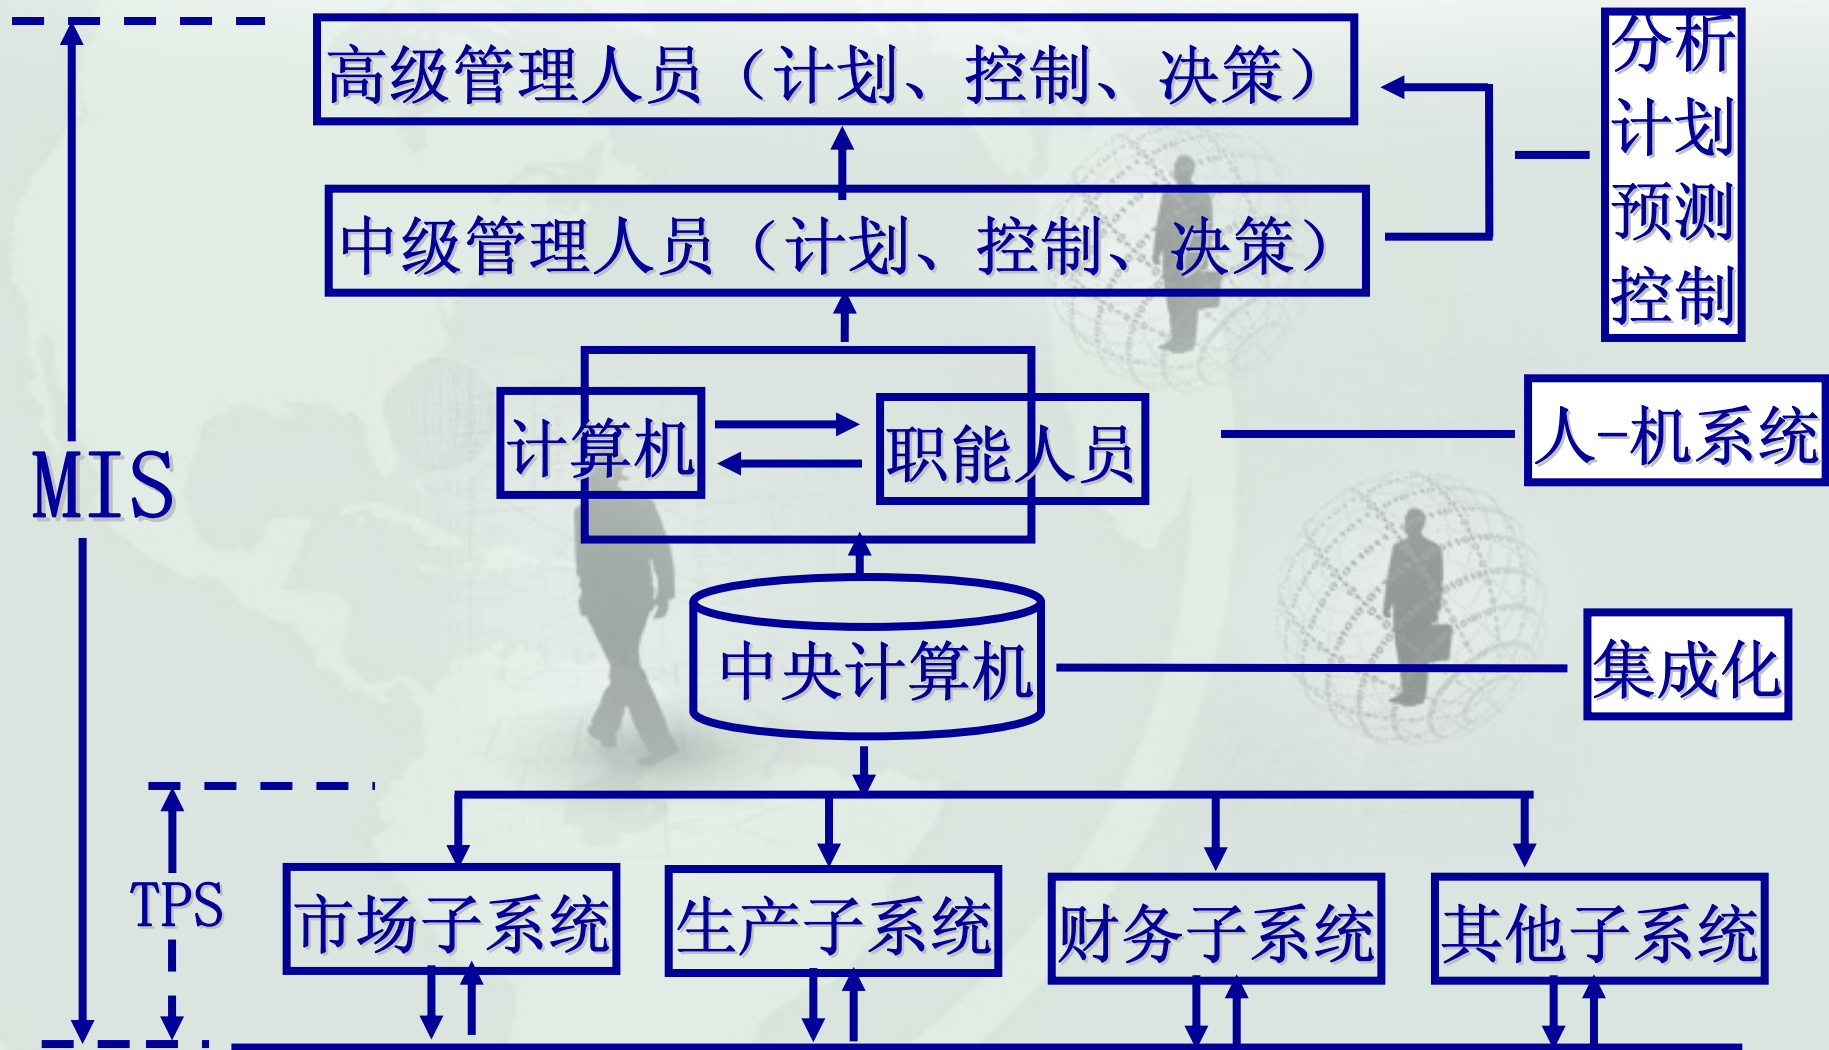 高级管理人员（计划、控制、决策）
分析
计划
预测
控制
中级管理人员（计划、控制、决策）
计算机
职能人员
人-机系统
MIS
中央计算机
集成化
TPS
市场子系统
生产子系统
财务子系统
其他子系统